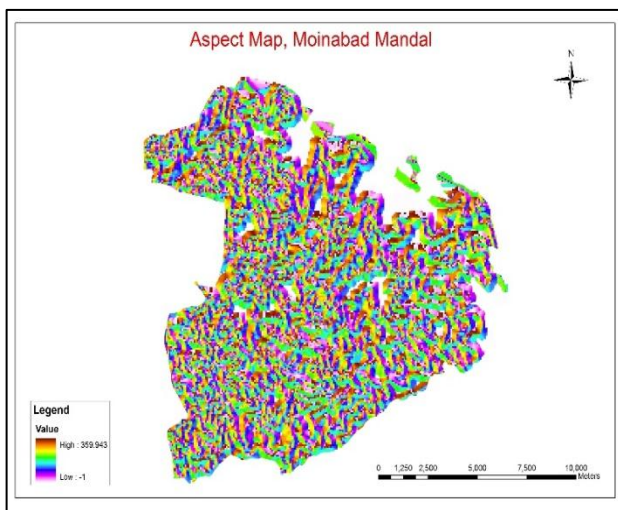 Aspect Map, Moinabad Mandal
N
Legend
Value
High : 359.943
Low : -1
0 1,250 2,500 5,000 7,500 10,000
Meters